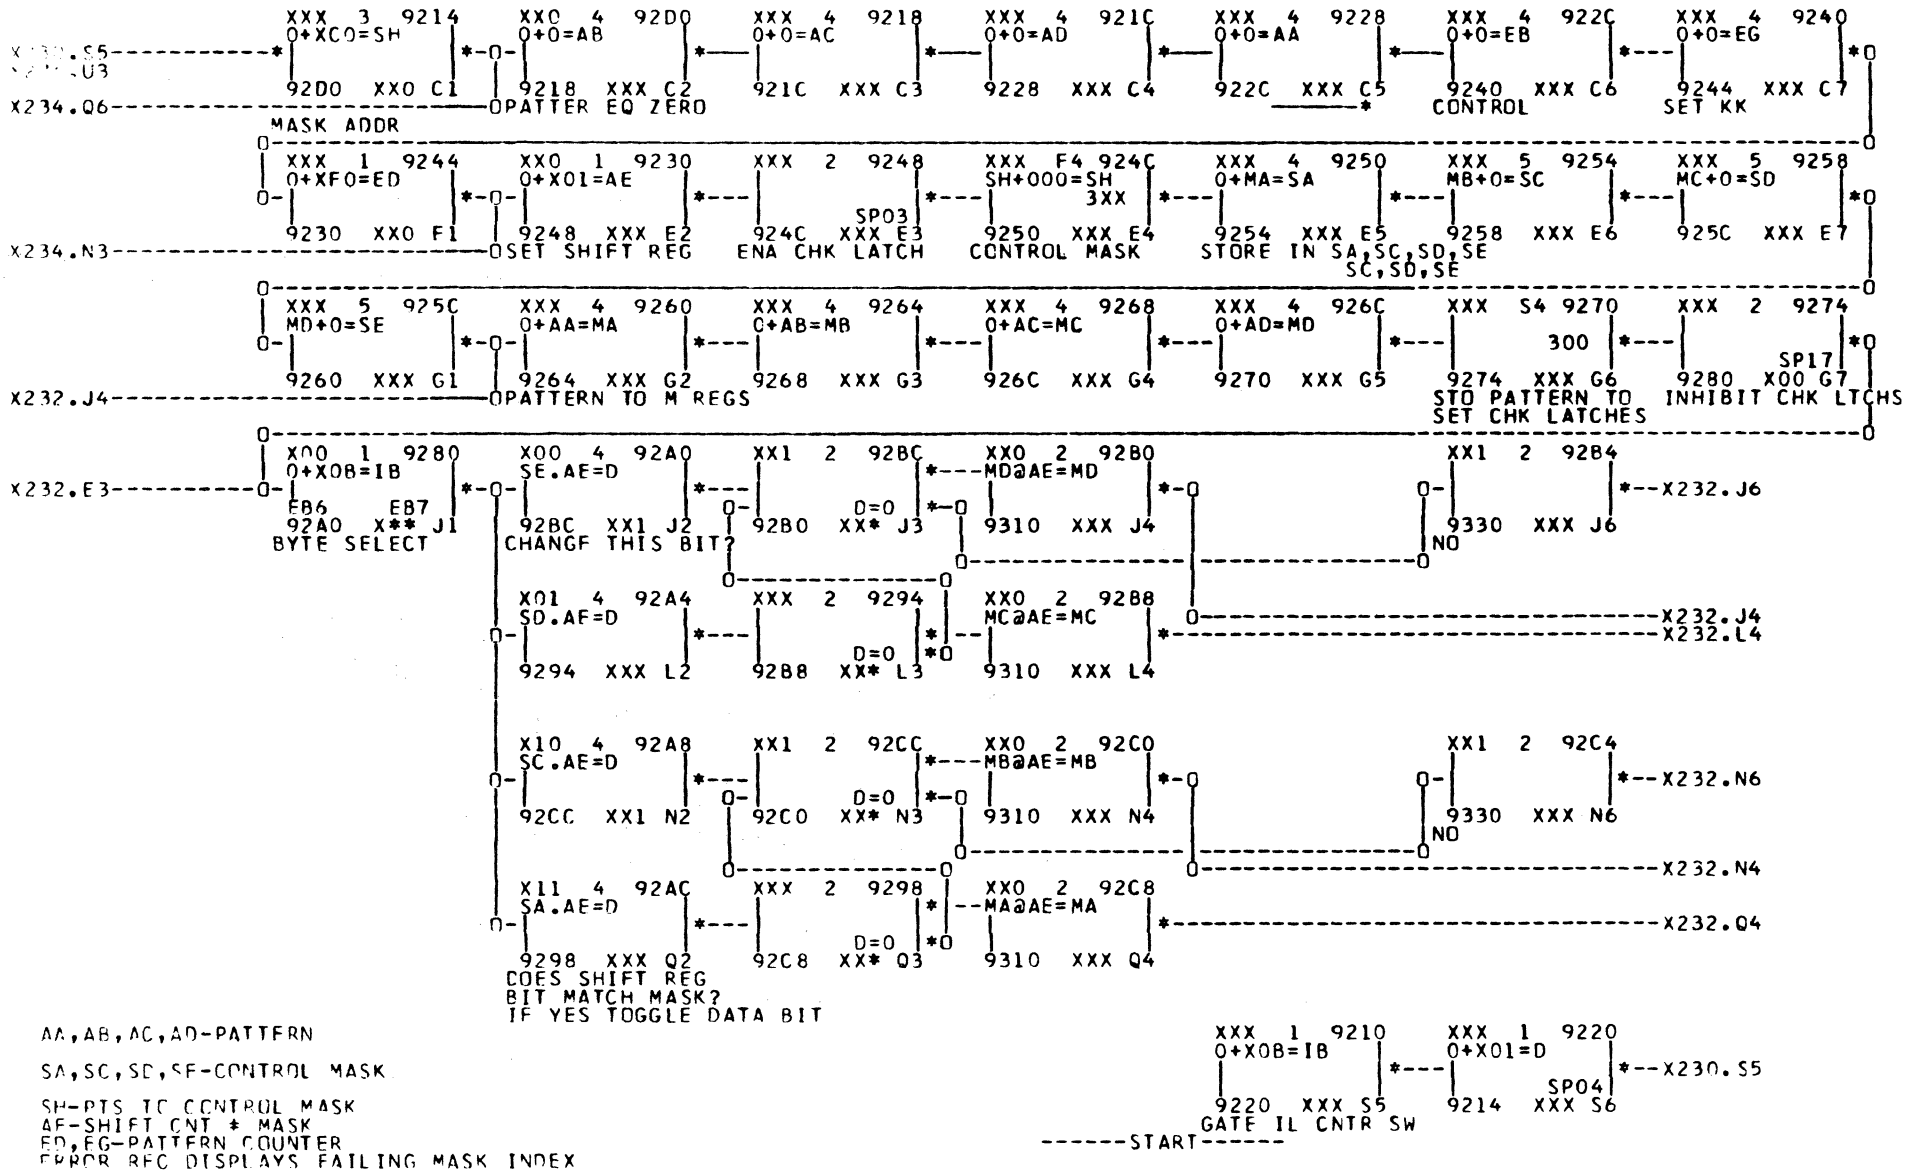 XXX 3 9214 XXO 4 92D0 XXX 4 9218 XXX 4 921C XXX 4 9228 XXX 4 922C XXX 4 9240
0+XC0=SH 0+0=AB 0+0=AC 0+0=AD 0+0=AA 0+0=EB 0+0=EG
92D0 XX0 C1 9218 XXX C2 921C XXX C3 9228 XXX C4 922C XXX C5 9240 XXX C6 9244 XXX C7
X234.Q6 PATTER EQ ZERO CONTROL SET KK
MASK ADDR
XXX 1 9244 XX0 1 9230 XXX 2 9248 XXX F4 924C XXX 4 9250 XXX 5 9254 XXX 5 9258
0+XF0=ED 0+X01=AE SH+000=SH 0+MA=SA MB+0=SC MC+0=SD
3XX
SP03
9230 XX0 F1 9248 XXX E2 924C XXX E3 9250 XXX E4 9254 XXX E5 9258 XXX E6 925C XXX E7
X234.N3 SET SHIFT REG ENA CHK LATCH CONTROL MASK STORE IN SA,SC,SD,SE
SC,SD,SE
XXX 5 925C XXX 4 9260 XXX 4 9264 XXX 4 9268 XXX 4 926C XXX S4 9270 XXX 2 9274
MD+0=SE 0+AA=MA 0+AB=MB 0+AC=MC 0+AD=MD
300
SP17
9260 XXX G1 9264 XXX G2 9268 XXX G3 926C XXX G4 9270 XXX G5 9274 XXX G6 9280 X00 G7
X232.J4 PATTERN TO M REGS STO PATTERN TO INHIBIT CHK LTCHS
SET CHK LATCHES
X00 1 9280 X00 4 92A0 XX1 2 92BC XX0 2 92B0 XX1 2 92B4
0+X0B=IB SE.AE=D MD@AE=MD
X232.E3 X232.J6
EB6 EB7 D=0
92A0 X** J1 92BC XX1 J2 92B0 XX* J3 9310 XXX J4 9330 XXX J6
BYTE SELECT CHANGE THIS BIT? NO
X01 4 92A4 XXX 2 9294 XX0 2 92B8
SD.AE=D MC@AE=MC X232.J4
X232.L4
D=0
9294 XXX L2 92B8 XX* L3 9310 XXX L4
X10 4 92A8 XX1 2 92CC XX0 2 92C0 XX1 2 92C4
SC.AE=D MB@AE=MB
X232.N6
D=0
92CC XX1 N2 92C0 XX* N3 9310 XXX N4 9330 XXX N6
NO
X232.N4
X11 4 92AC XXX 2 9298 XX0 2 92C8
SA.AE=D MA@AE=MA
X232.Q4
D=0
9298 XXX Q2 92C8 XX* Q3 9310 XXX Q4
DOES SHIFT REG
BIT MATCH MASK?
IF YES TOGGLE DATA BIT
AA,AB,AC,AD-PATTERN
XXX 1 9210 XXX 1 9220
0+X0B=IB 0+X01=D
SA,SC,SD,SE-CONTROL MASK X230.S5
SP04
SH-PTS TO CONTROL MASK 9220 XXX S5 9214 XXX S6
AE-SHIFT CNT * MASK GATE IL CNTR SW
ED,EG-PATTERN COUNTER ------START------
ERROR REG DISPLAYS FAILING MASK INDEX